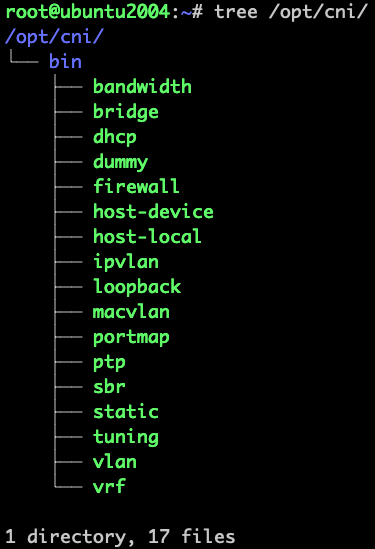 root@ubuntu2004:~# tree /opt/cni/
/opt/cni/
└── bin
    ├── bandwidth
    ├── bridge
    ├── dhcp
    ├── dummy
    ├── firewall
    ├── host-device
    ├── host-local
    ├── ipvlan
    ├── loopback
    ├── macvlan
    ├── portmap
    ├── ptp
    ├── sbr
    ├── static
    ├── tuning
    ├── vlan
    └── vrf
1 directory, 17 files